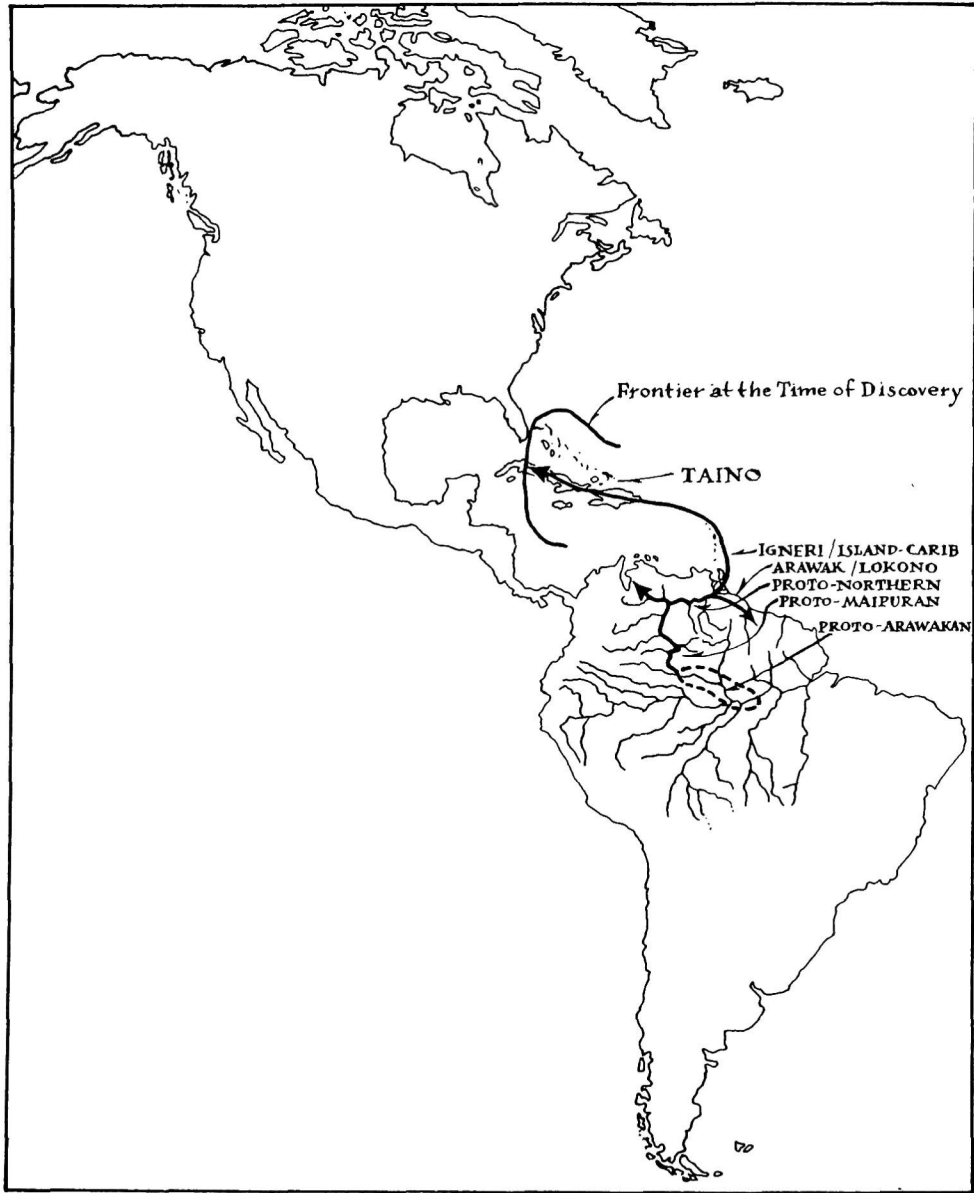 Frontier at the Time of Discovery
TAINO
IGNERI/ISLAND-CARIB
ARAWAK/LOKONO
PROTO-NORTHERN
PROTO-MAIPURAN
PROTO-ARAWAKAN